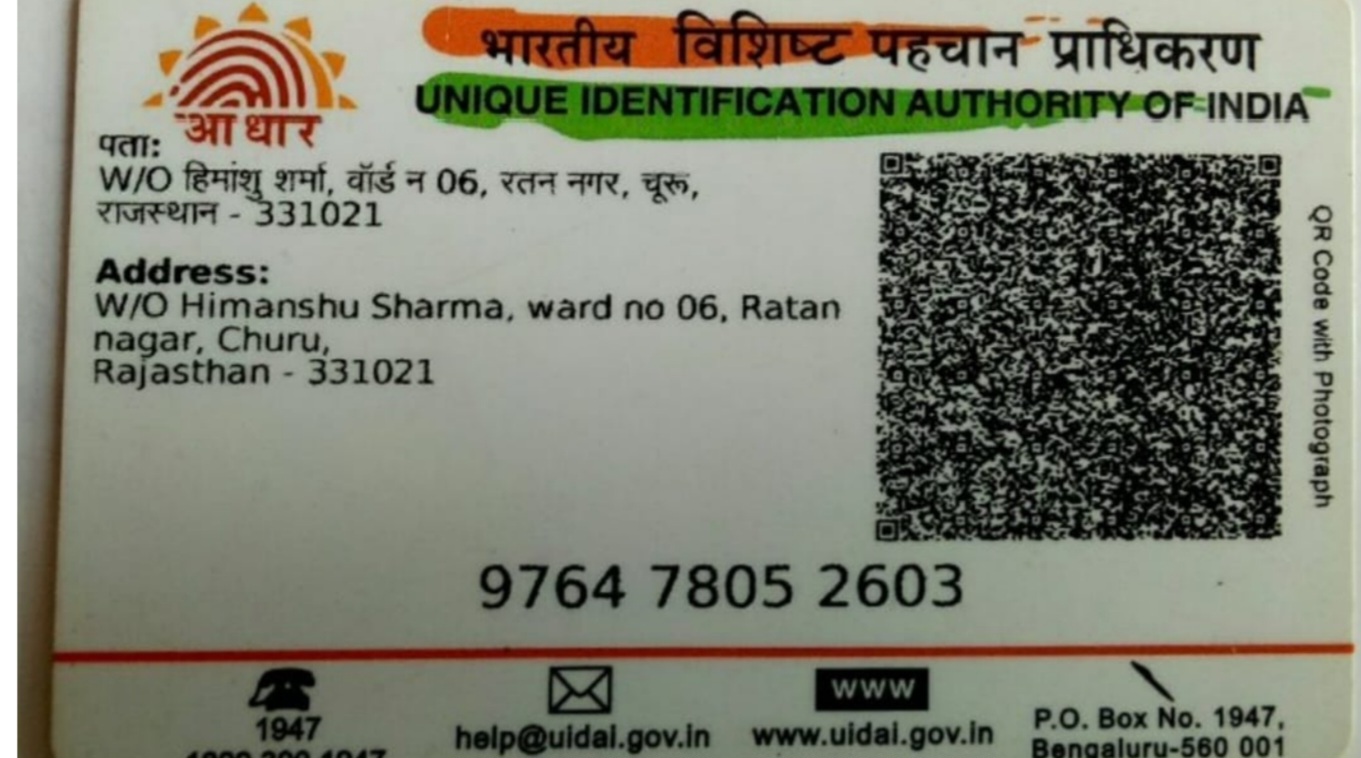 भारतीय विशिष्ट पहचान प्राधिकरण
UNIQUE IDENTIFICATION AUTHORITY OF INDIA
आधार
पता:
W/O हिमांशु शर्मा, वॉर्ड न 06, रतन नगर, चूरू,
राजस्थान - 331021
Address:
W/O Himanshu Sharma, ward no 06, Ratan
nagar, Churu,
Rajasthan - 331021
QR Code with Photograph
9764 7805 2603
1947
help@uidai.gov.in
WWW
www.uidai.gov.in
P.O. Box No. 1947,
Bengaluru-560 001